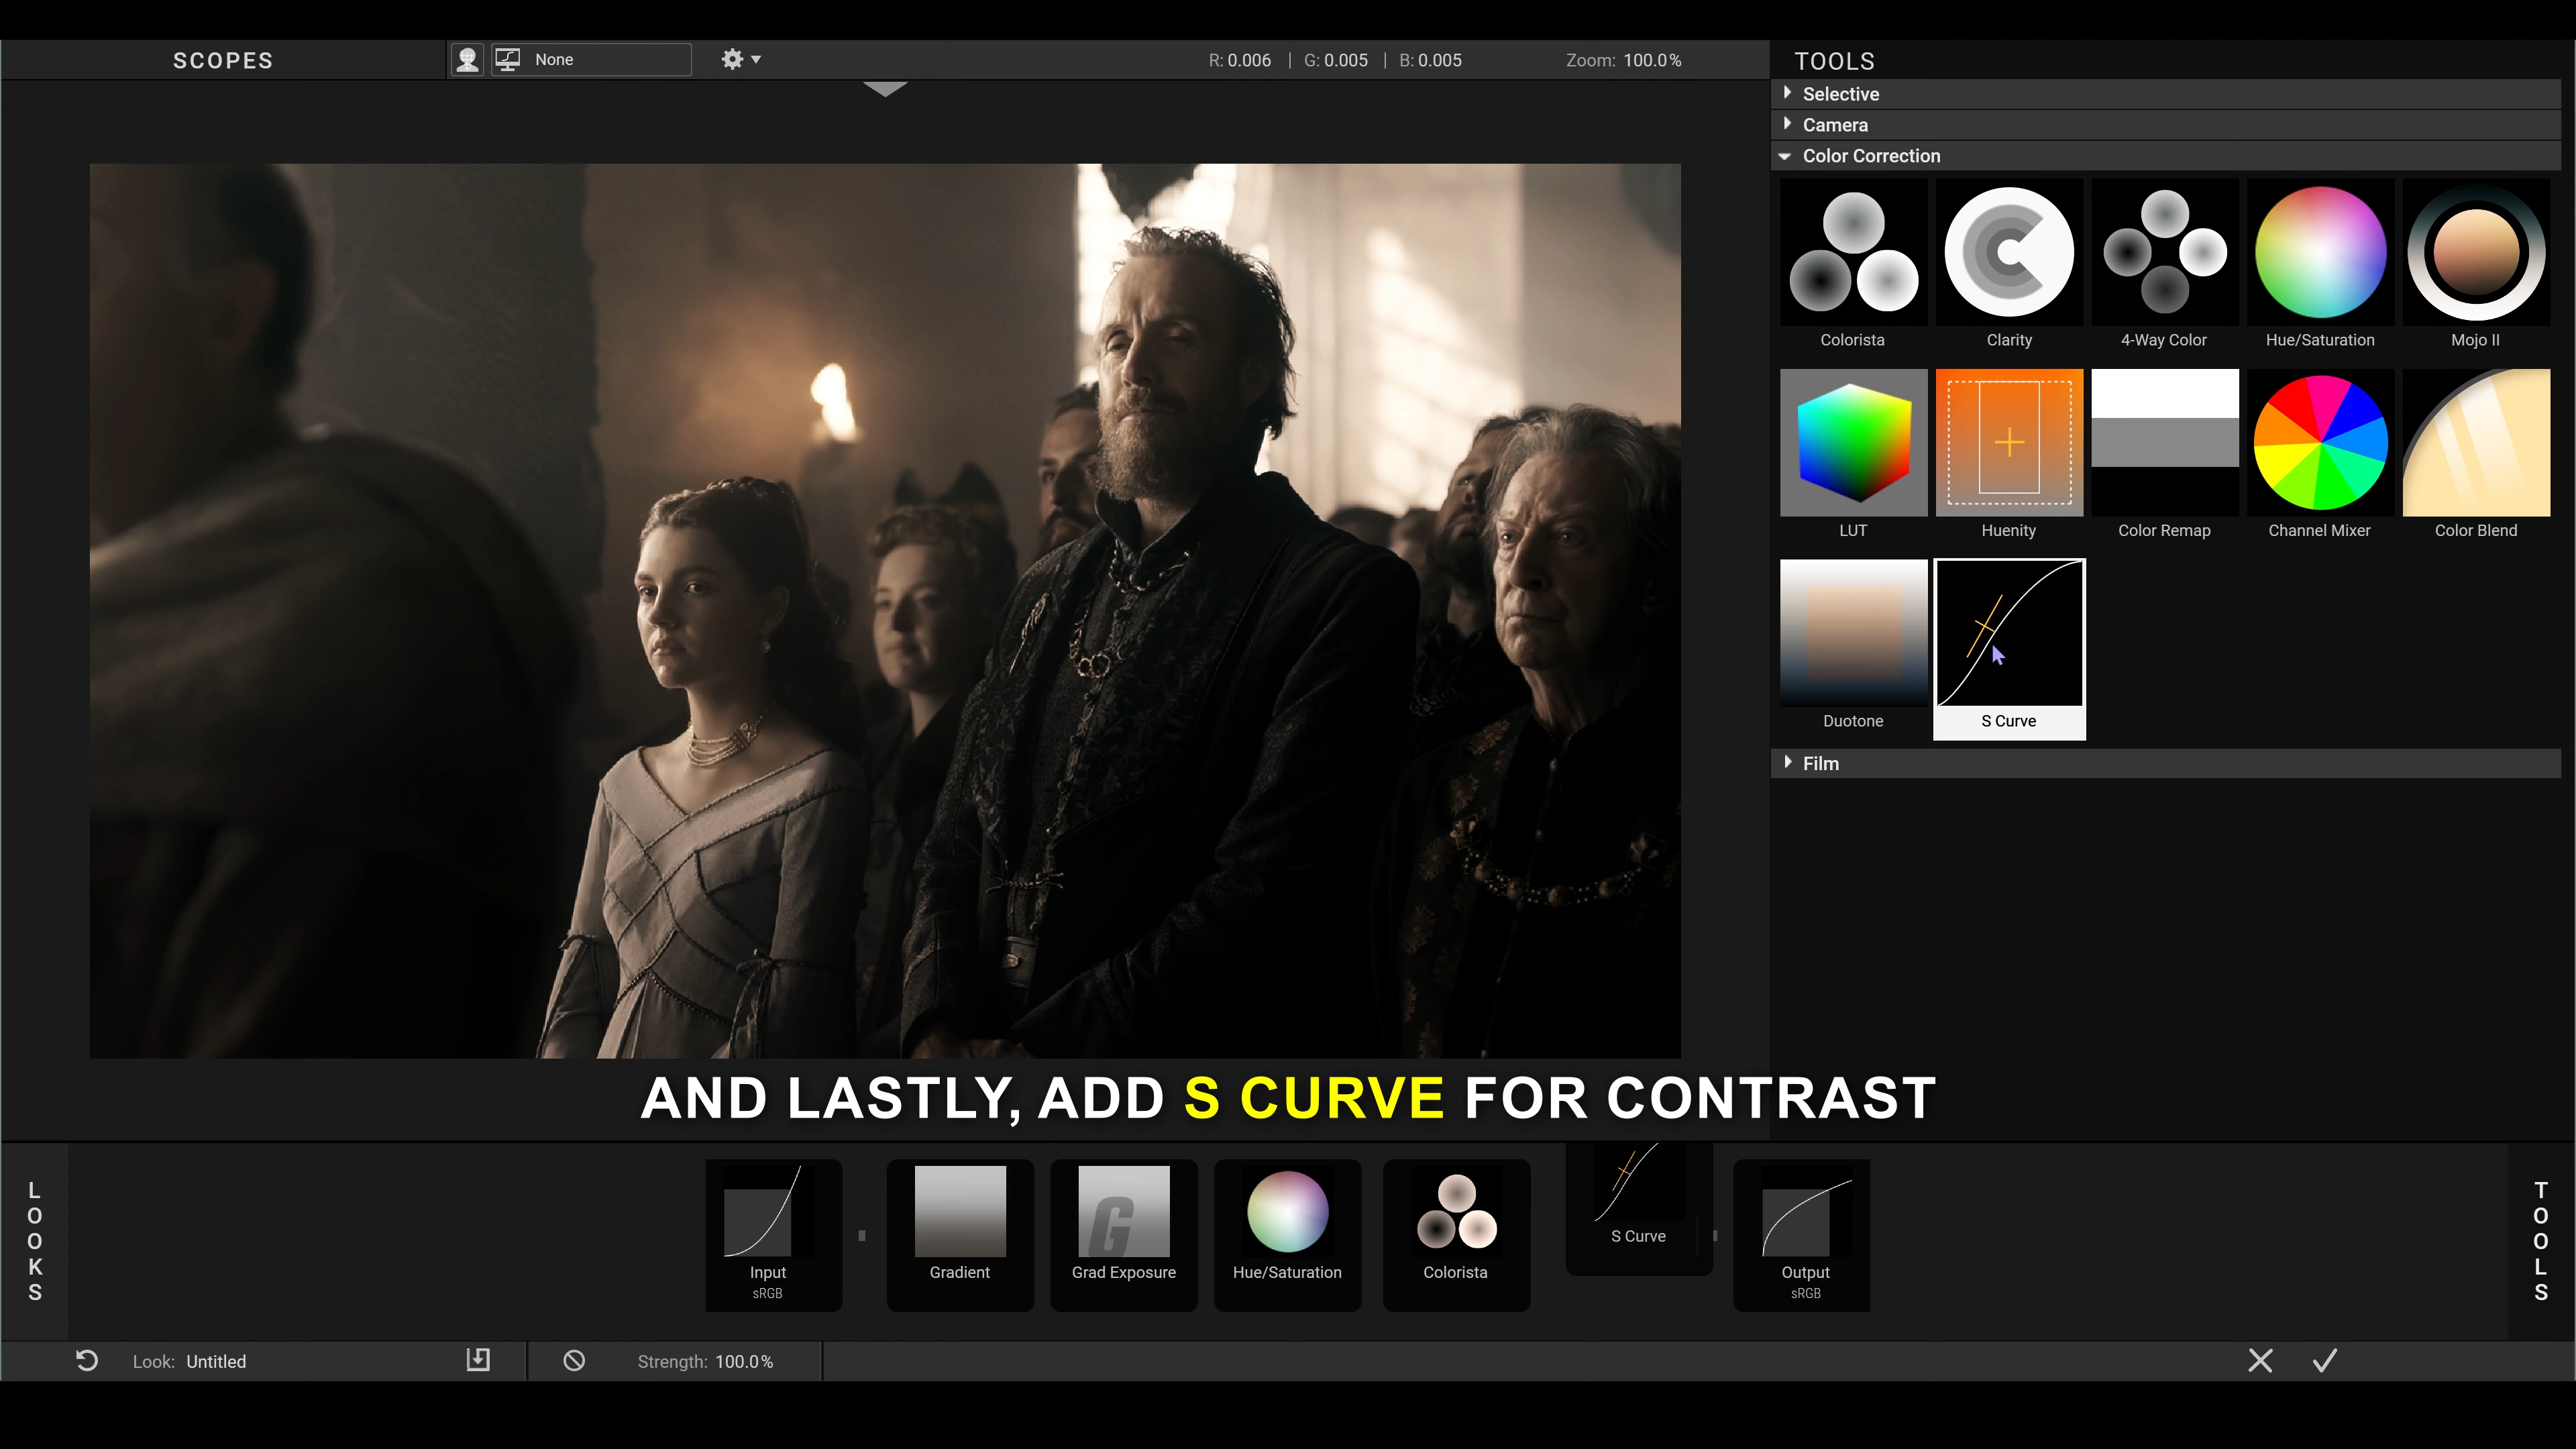 SCOPES
None
R: 0.006 | G: 0.005 | B: 0.005
Zoom: 100.0%
TOOLS
Selective
Camera
Color Correction
Colorista
Clarity
4-Way Color
Hue/Saturation
Mojo II
LUT
Huenity
Color Remap
Channel Mixer
Color Blend
Duotone
S Curve
Film
AND LASTLY, ADD S CURVE FOR CONTRAST
LOOKS
Input
sRGB
Gradient
G
Grad Exposure
Hue/Saturation
Colorista
S Curve
Output
sRGB
TOOLS
Look: Untitled
Strength: 100.0%